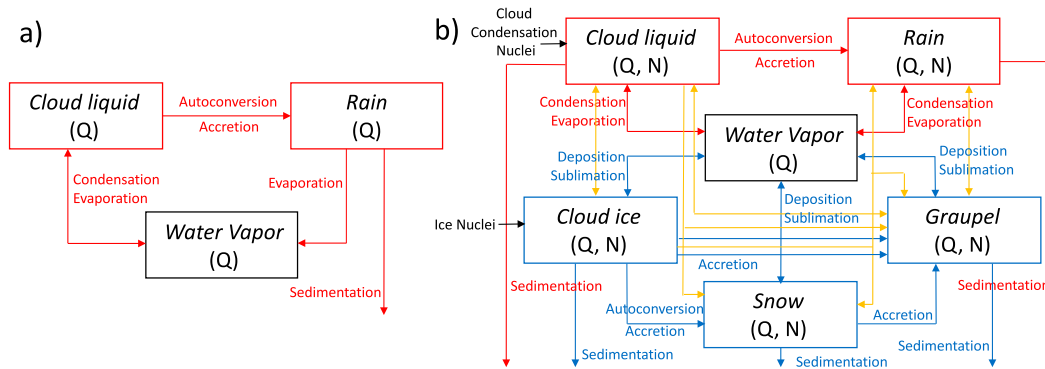 a)
Cloud liquid
(Q)
Autoconversion
Accretion
Rain
(Q)
Condensation
Evaporation
Evaporation
Water Vapor
(Q)
Sedimentation
b)
Cloud
Condensation
Nuclei
Cloud liquid
(Q, N)
Autoconversion
Accretion
Rain
(Q, N)
Condensation
Evaporation
Condensation
Evaporation
Water Vapor
(Q)
Deposition
Sublimation
Deposition
Sublimation
Deposition
Sublimation
Ice Nuclei
Cloud ice
(Q, N)
Graupel
(Q, N)
Accretion
Sedimentation
Sedimentation
Snow
(Q, N)
Autoconversion
Accretion
Accretion
Sedimentation
Sedimentation
Sedimentation